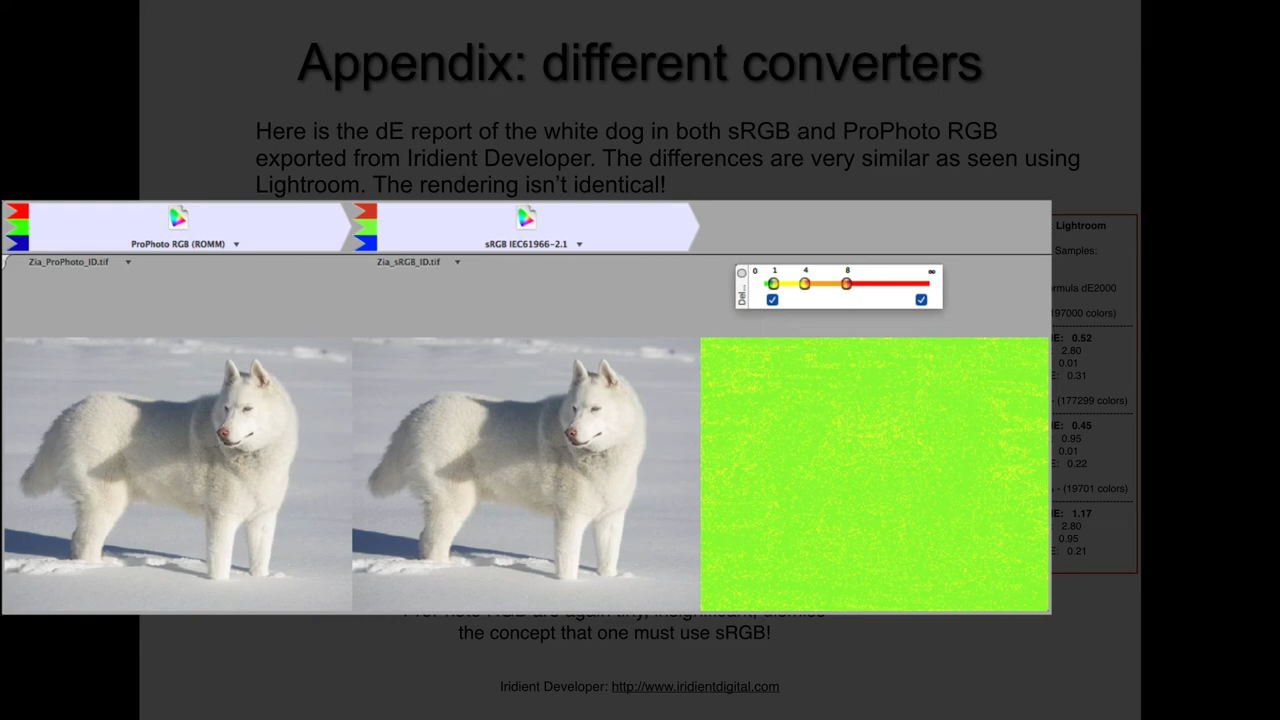 Appendix: different converters
Here is the dE report of the white dog in both sRGB and ProPhoto RGB
exported from Iridient Developer. The differences are very similar as seen using
Lightroom. The rendering isn't identical!
ProPhoto RGB (ROMM)
sRGB IEC61966-2.1
Zia_ProPhoto_ID.tif
Zia_sRGB_ID.tif
0 1 4 8 ∞
Del...
Lightroom
Samples:
dE2000
197000 colors)
0.52
2.80
0.01
0.31
- (177299 colors)
0.45
0.95
0.01
0.22
- (19701 colors)
1.17
2.80
0.95
0.21
the concept that one must use sRGB!
Iridient Developer: http://www.iridientdigital.com